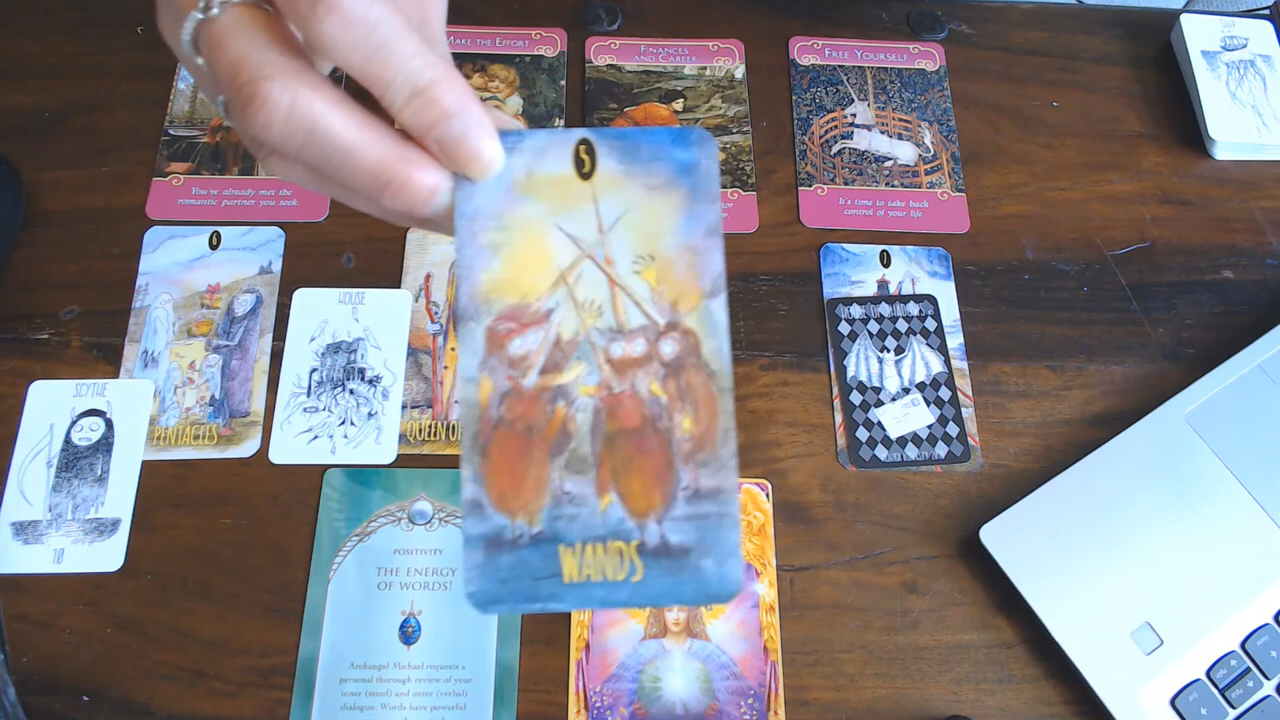 MAKE THE EFFORT
FINANCES
AND CAREER
FREE YOURSELF
You've already met the
romantic partner you seek.
It's time to take back
control of your life.
6
PENTACLES
HOUSE
4
QUEEN OF
SCYTHE
10
5
WANDS
POSITIVITY
THE ENERGY
OF WORDS!
Archangel Michael requests a
personal thorough review of your
inner (mind) and outer (verbal)
dialogue. Words have powerful